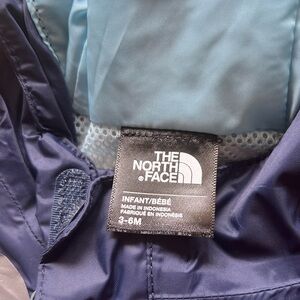 THE
NORTH
FACE
INFANT/BÉBÉ
MADE IN INDONESIA
FABRIQUÉ EN INDONÉSIE
3-6M